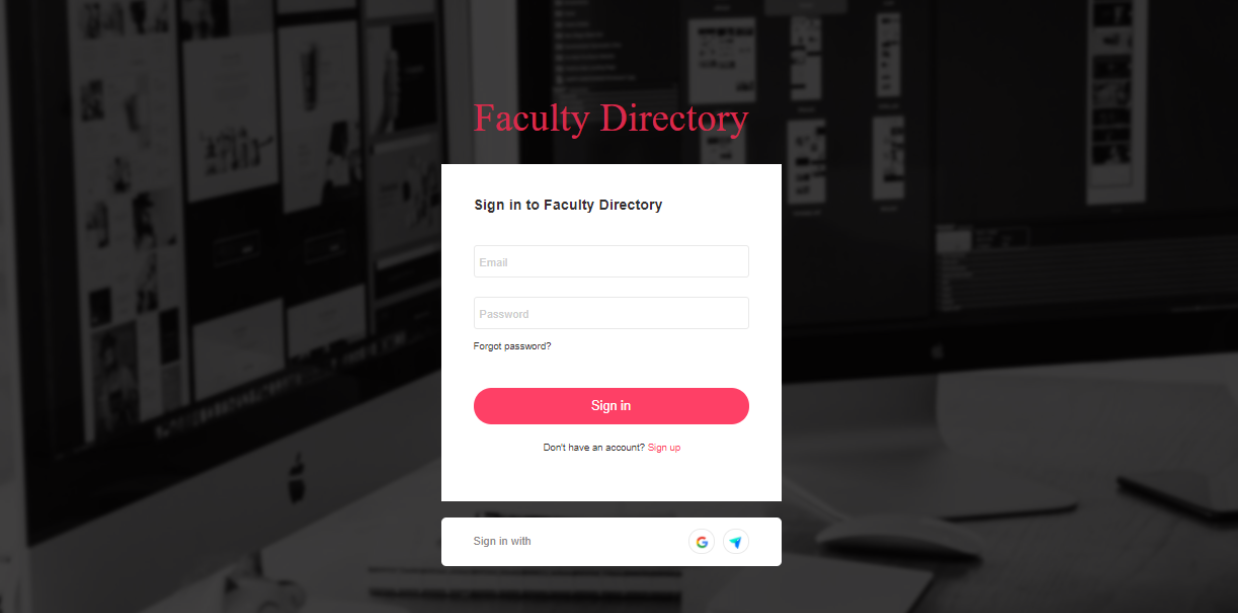 Faculty Directory
Sign in to Faculty Directory
Email
Password
Forgot password?
Sign in
Don't have an account? Sign up
Sign in with